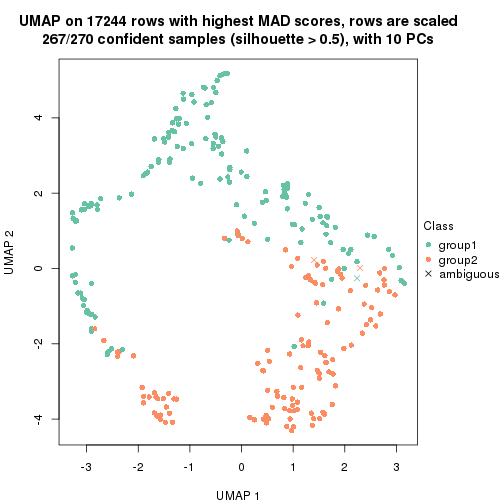 UMAP on 17244 rows with highest MAD scores, rows are scaled
267/270 confident samples (silhouette > 0.5), with 10 PCs
4
2
0
-2
-4
UMAP 2
-3
-2
-1
0
1
2
3
UMAP 1
Class
group1
group2
ambiguous